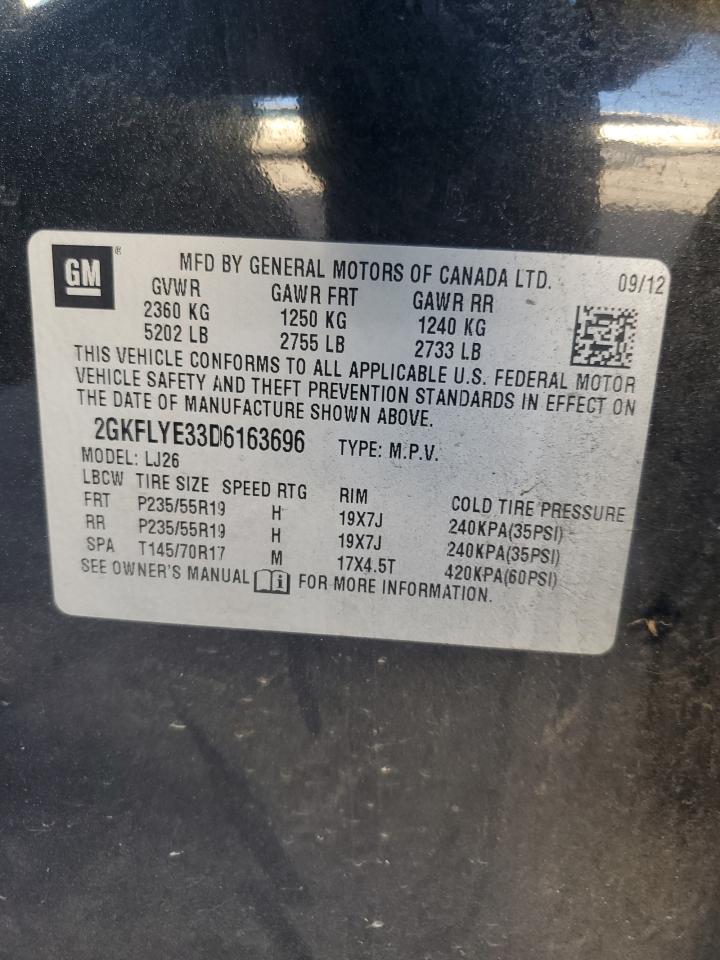 GM®
MFD BY GENERAL MOTORS OF CANADA LTD. 09/12
GVWR GAWR FRT GAWR RR
2360 KG 1250 KG 1240 KG
5202 LB 2755 LB 2733 LB
THIS VEHICLE CONFORMS TO ALL APPLICABLE U.S. FEDERAL MOTOR
VEHICLE SAFETY AND THEFT PREVENTION STANDARDS IN EFFECT ON
THE DATE OF MANUFACTURE SHOWN ABOVE.
2GKFLYE33D6163696 TYPE: M.P.V.
MODEL: LJ26
LBCW TIRE SIZE SPEED RTG RIM COLD TIRE PRESSURE
FRT P235/55R19 H 19X7J 240KPA(35PSI)
RR P235/55R19 H 19X7J 240KPA(35PSI)
SPA T145/70R17 M 17X4.5T 420KPA(60PSI)
SEE OWNER'S MANUAL i FOR MORE INFORMATION.